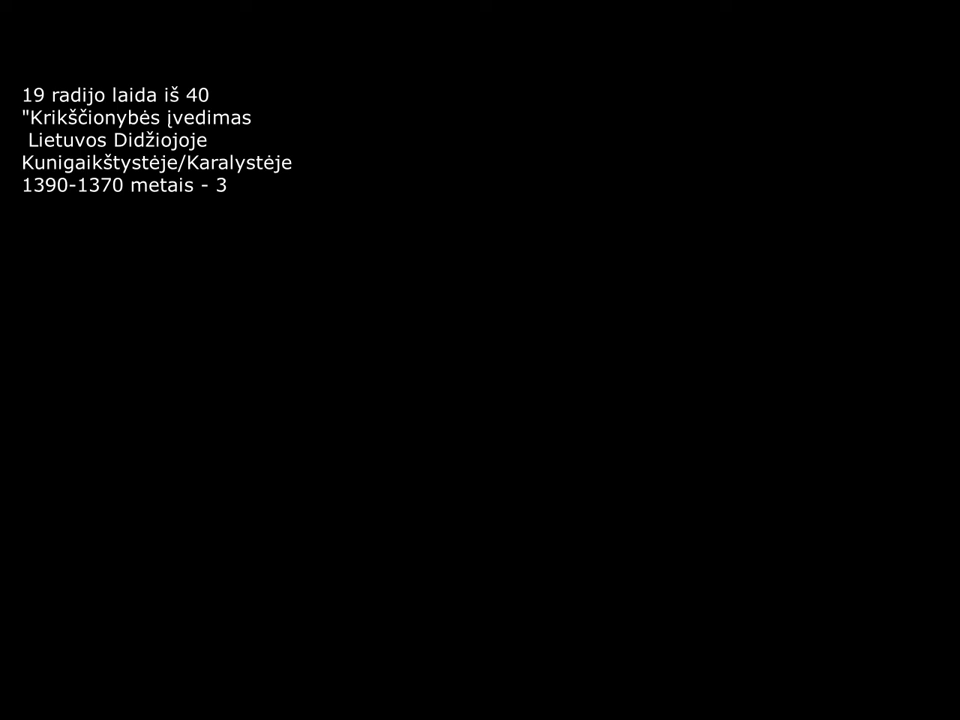 19 radijo laida iš 40
"Krikščionybės įvedimas
Lietuvos Didžiojoje
Kunigaikštystėje/Karalystėje
1390-1370 metais - 3